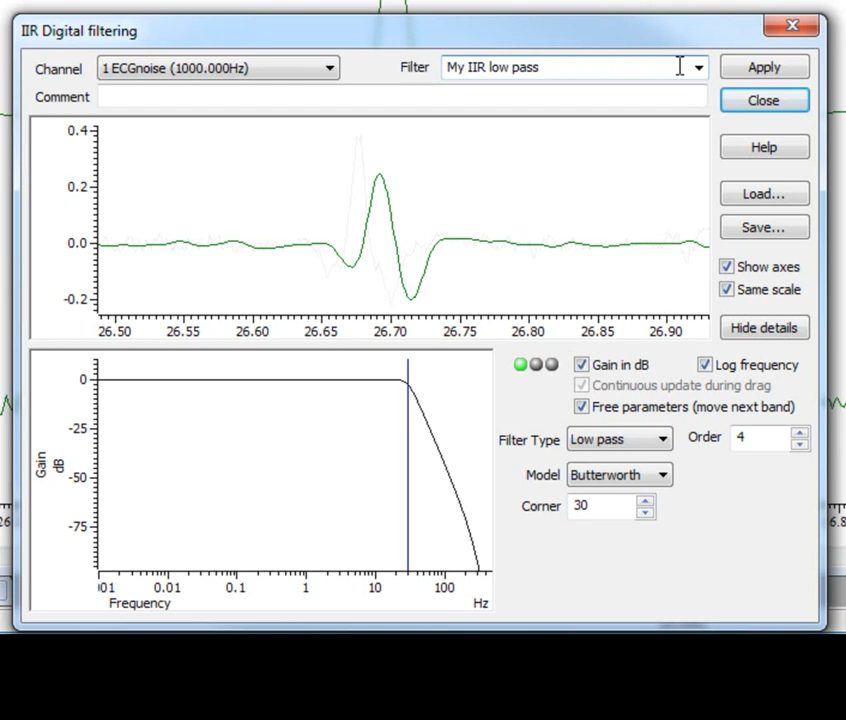 IIR Digital filtering
Channel 1 ECGnoise (1000.000Hz) Filter My IIR low pass Apply
Comment Close
Help
Load...
Save...
Show axes
Same scale
Hide details
0.4
0.2
0.0
-0.2
26.50 26.55 26.60 26.65 26.70 26.75 26.80 26.85 26.90
Gain in dB Log frequency
Continuous update during drag
Free parameters (move next band)
Filter Type Low pass Order 4
Model Butterworth
Corner 30
0
-25
-50
-75
Gain
dB
01 0.01 0.1 1 10 100
Frequency Hz